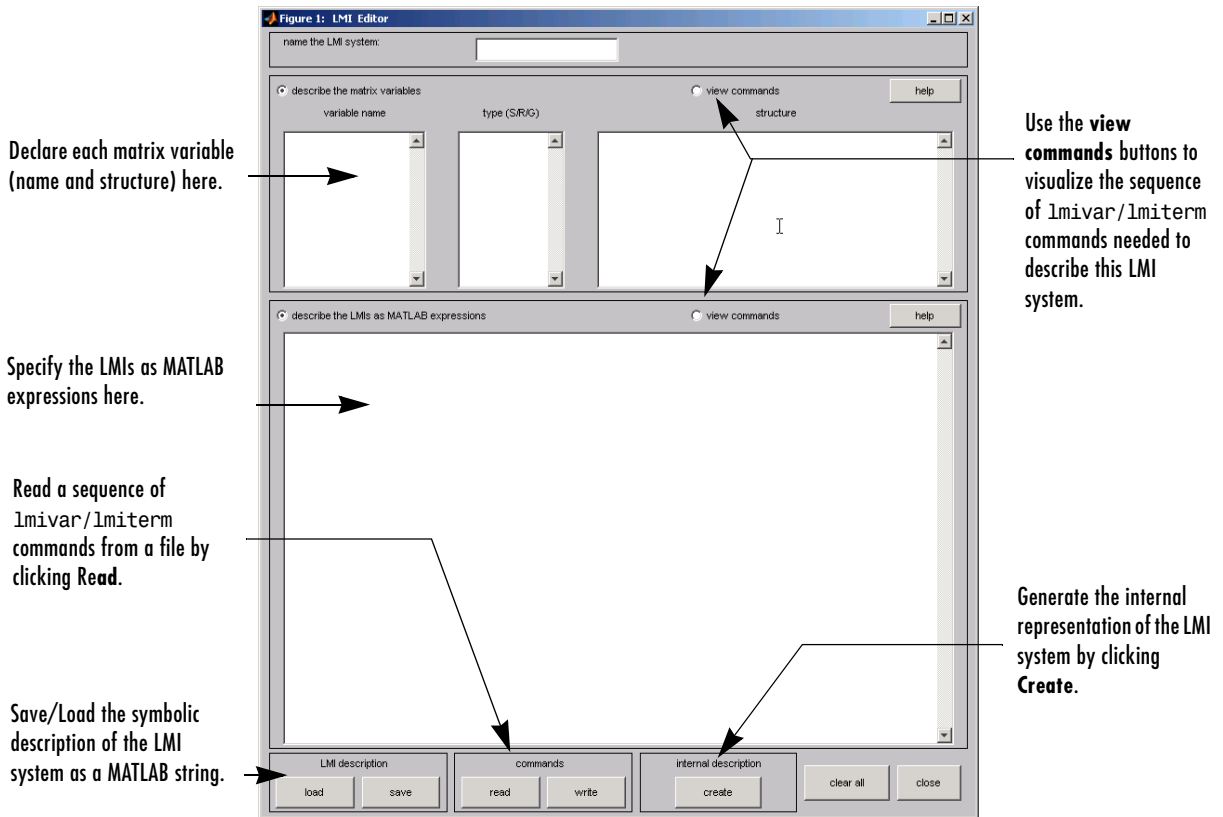 Figure 1: LMI Editor
name the LMI system:
describe the matrix variables
view commands
help
variable name
type (S/R/G)
structure
Declare each matrix variable
(name and structure) here.
Use the view
commands buttons to
visualize the sequence
of lmivar/lmiterm
commands needed to
describe this LMI
system.
describe the LMIs as MATLAB expressions
view commands
help
Specify the LMIs as MATLAB
expressions here.
Read a sequence of
lmivar/lmiterm
commands from a file by
clicking Read.
Generate the internal
representation of the LMI
system by clicking
Create.
Save/Load the symbolic
description of the LMI
system as a MATLAB string.
LMI description
load
save
commands
read
write
internal description
create
clear all
close